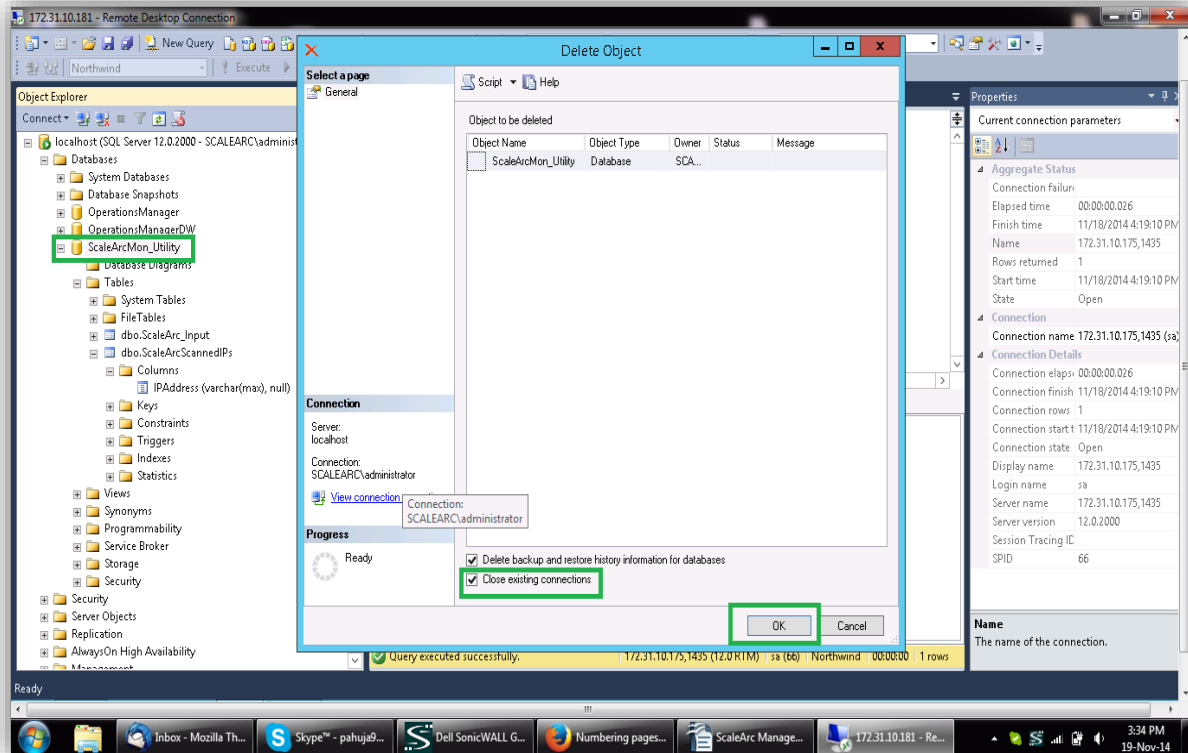 172.31.10.181 - Remote Desktop Connection
New Query
Northwind
Execute
Object Explorer
Connect
localhost (SQL Server 12.0.2000 - SCALEARC\administ
Databases
System Databases
Database Snapshots
OperationsManager
OperationsManagerDW
ScaleArcMon_Utility
Database Diagrams
Tables
System Tables
FileTables
dbo.ScaleArc_Input
dbo.ScaleArcScannedIPs
Columns
IPAddress (varchar(max), null)
Keys
Constraints
Triggers
Indexes
Statistics
Views
Synonyms
Programmability
Service Broker
Storage
Security
Security
Server Objects
Replication
AlwaysOn High Availability
Management
Delete Object
Select a page
General
Script
Help
Object to be deleted
Object Name Object Type Owner Status Message
ScaleArcMon_Utility Database SCA...
Connection
Server:
localhost
Connection:
SCALEARC\administrator
View connection
Connection:
SCALEARC\administrator
Progress
Ready
Delete backup and restore history information for databases
Close existing connections
OK Cancel
Query executed successfully. 172.31.10.175,1435 (12.0 RTM) sa (66) Northwind 00:00:00 1 rows
Properties
Current connection parameters
Aggregate Status
Connection failur
Elapsed time 00:00:00.026
Finish time 11/18/2014 4:19:10 PM
Name 172.31.10.175,1435
Rows returned 1
Start time 11/18/2014 4:19:10 PM
State Open
Connection
Connection name 172.31.10.175,1435 (sa)
Connection Details
Connection elaps 00:00:00.026
Connection finish 11/18/2014 4:19:10 PM
Connection rows 1
Connection start t 11/18/2014 4:19:10 PM
Connection state Open
Display name 172.31.10.175,1435
Login name sa
Server name 172.31.10.175,1435
Server version 12.0.2000
Session Tracing ID
SPID 66
Name
The name of the connection.
Ready
Inbox - Mozilla Th...
Skype™ - pahuja9...
Dell SonicWALL G...
Numbering pages...
ScaleArc Manage...
172.31.10.181 - Re...
3:34 PM
19-Nov-14